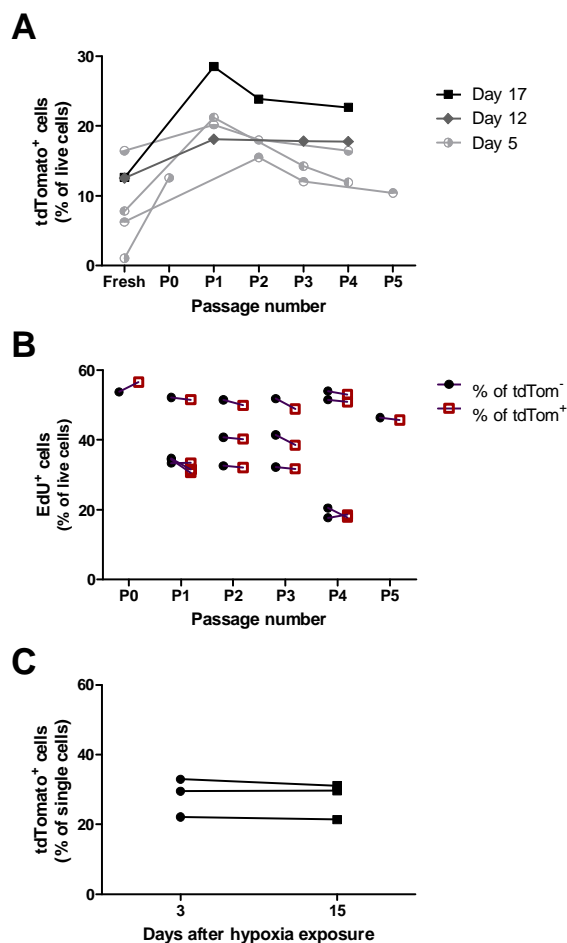 A
tdTomato⁺ cells
(% of live cells)
30
20
10
0
Fresh P0 P1 P2 P3 P4 P5
Passage number
Day 17
Day 12
Day 5
B
EdU⁺ cells
(% of live cells)
60
40
20
0
P0 P1 P2 P3 P4 P5
Passage number
% of tdTom⁻
% of tdTom⁺
C
tdTomato⁺ cells
(% of single cells)
60
40
20
0
3 15
Days after hypoxia exposure